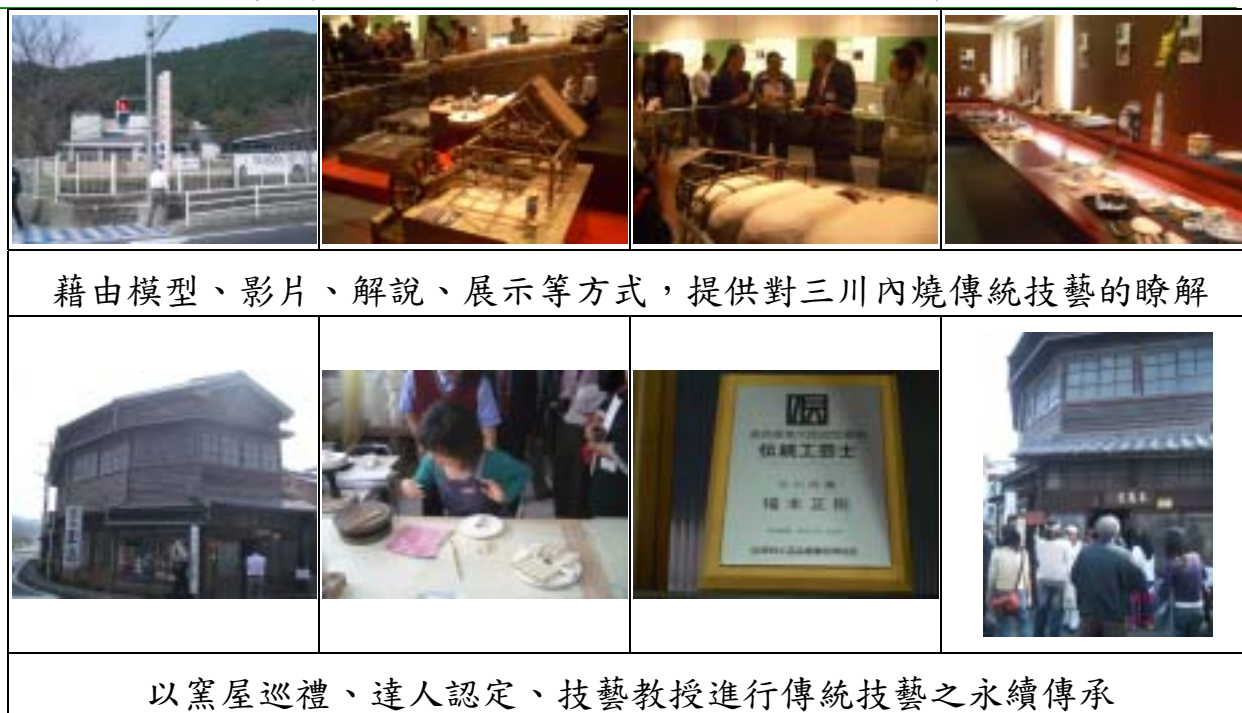 藉由模型、影片、解說、展示等方式，提供對三川內燒傳統技藝的瞭解
伝統工芸士
以窯屋巡禮、達人認定、技藝教授進行傳統技藝之永續傳承